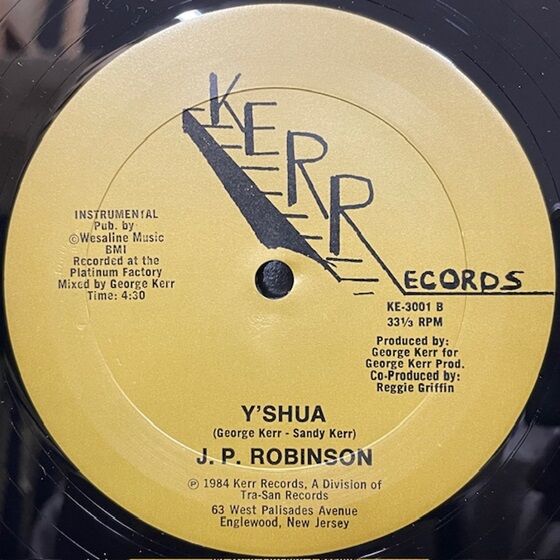 KERR
RECORDS
INSTRUMENTAL
Pub. by
©Wesaline Music
BMI
Recorded at the
Platinum Factory
Mixed by George Kerr
Time: 4:30
KE-3001 B
33⅓ RPM
Produced by:
George Kerr for
George Kerr Prod.
Co-Produced by:
Reggie Griffin
Y'SHUA
(George Kerr - Sandy Kerr)
J. P. ROBINSON
℗ 1984 Kerr Records, A Division of
Tra-San Records
63 West Palisades Avenue
Englewood, New Jersey